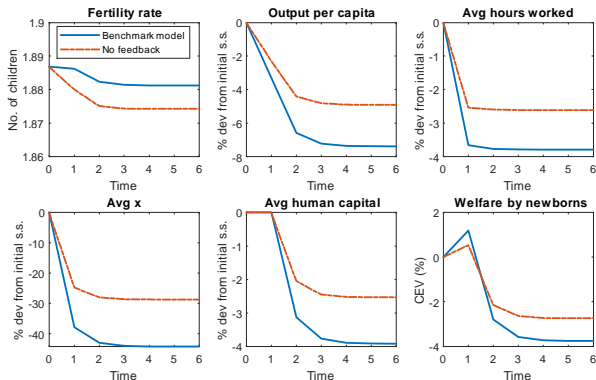 Fertility rate
No. of children
1.9
1.89
1.88
1.87
1.86
Benchmark model
No feedback
0 1 2 3 4 5 6
Time
Output per capita
% dev from initial s.s.
0
-2
-4
-6
-8
0 1 2 3 4 5 6
Time
Avg hours worked
% dev from initial s.s.
0
-1
-2
-3
-4
0 1 2 3 4 5 6
Time
Avg x
% dev from initial s.s.
0
-10
-20
-30
-40
0 1 2 3 4 5 6
Time
Avg human capital
% dev from initial s.s.
0
-1
-2
-3
-4
0 1 2 3 4 5 6
Time
Welfare by newborns
CEV (%)
2
0
-2
-4
0 1 2 3 4 5 6
Time